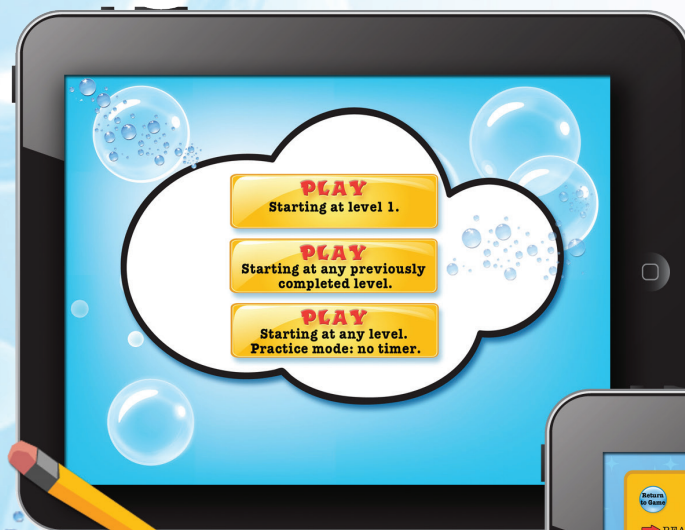 PLAY
Starting at level 1.
PLAY
Starting at any previously
completed level.
PLAY
Starting at any level.
Practice mode: no timer.
Return
to Game